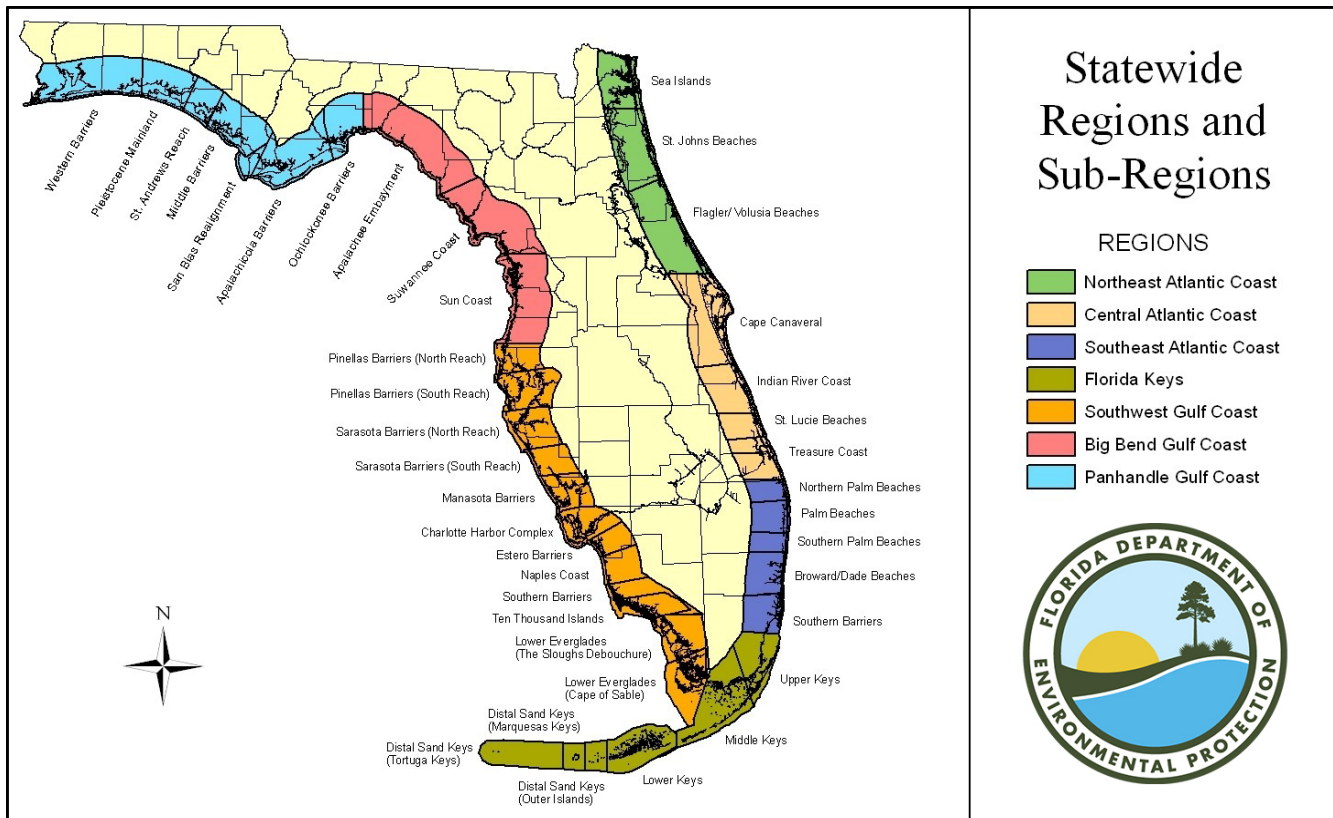 Statewide
Regions and
Sub-Regions
REGIONS
Northeast Atlantic Coast
Central Atlantic Coast
Southeast Atlantic Coast
Florida Keys
Southwest Gulf Coast
Big Bend Gulf Coast
Panhandle Gulf Coast
FLORIDA DEPARTMENT OF
ENVIRONMENTAL PROTECTION
Western Barriers
Pleistocene Mainland
St. Andrews Reach
Middle Barriers
San Blas Realignment
Apalachicola Barriers
Ochlockonee Barriers
Apalachee Embayment
Suwannee Coast
Sun Coast
Pinellas Barriers (North Reach)
Pinellas Barriers (South Reach)
Sarasota Barriers (North Reach)
Sarasota Barriers (South Reach)
Manasota Barriers
Charlotte Harbor Complex
Estero Barriers
Naples Coast
Southern Barriers
Ten Thousand Islands
Lower Everglades
(The Sloughs Debouchure)
Lower Everglades
(Cape of Sable)
Distal Sand Keys
(Marquesas Keys)
Distal Sand Keys
(Tortuga Keys)
Distal Sand Keys
(Outer Islands)
Lower Keys
Middle Keys
Upper Keys
Sea Islands
St. Johns Beaches
Flagler/ Volusia Beaches
Cape Canaveral
Indian River Coast
St. Lucie Beaches
Treasure Coast
Northern Palm Beaches
Palm Beaches
Southern Palm Beaches
Broward/Dade Beaches
Southern Barriers
N